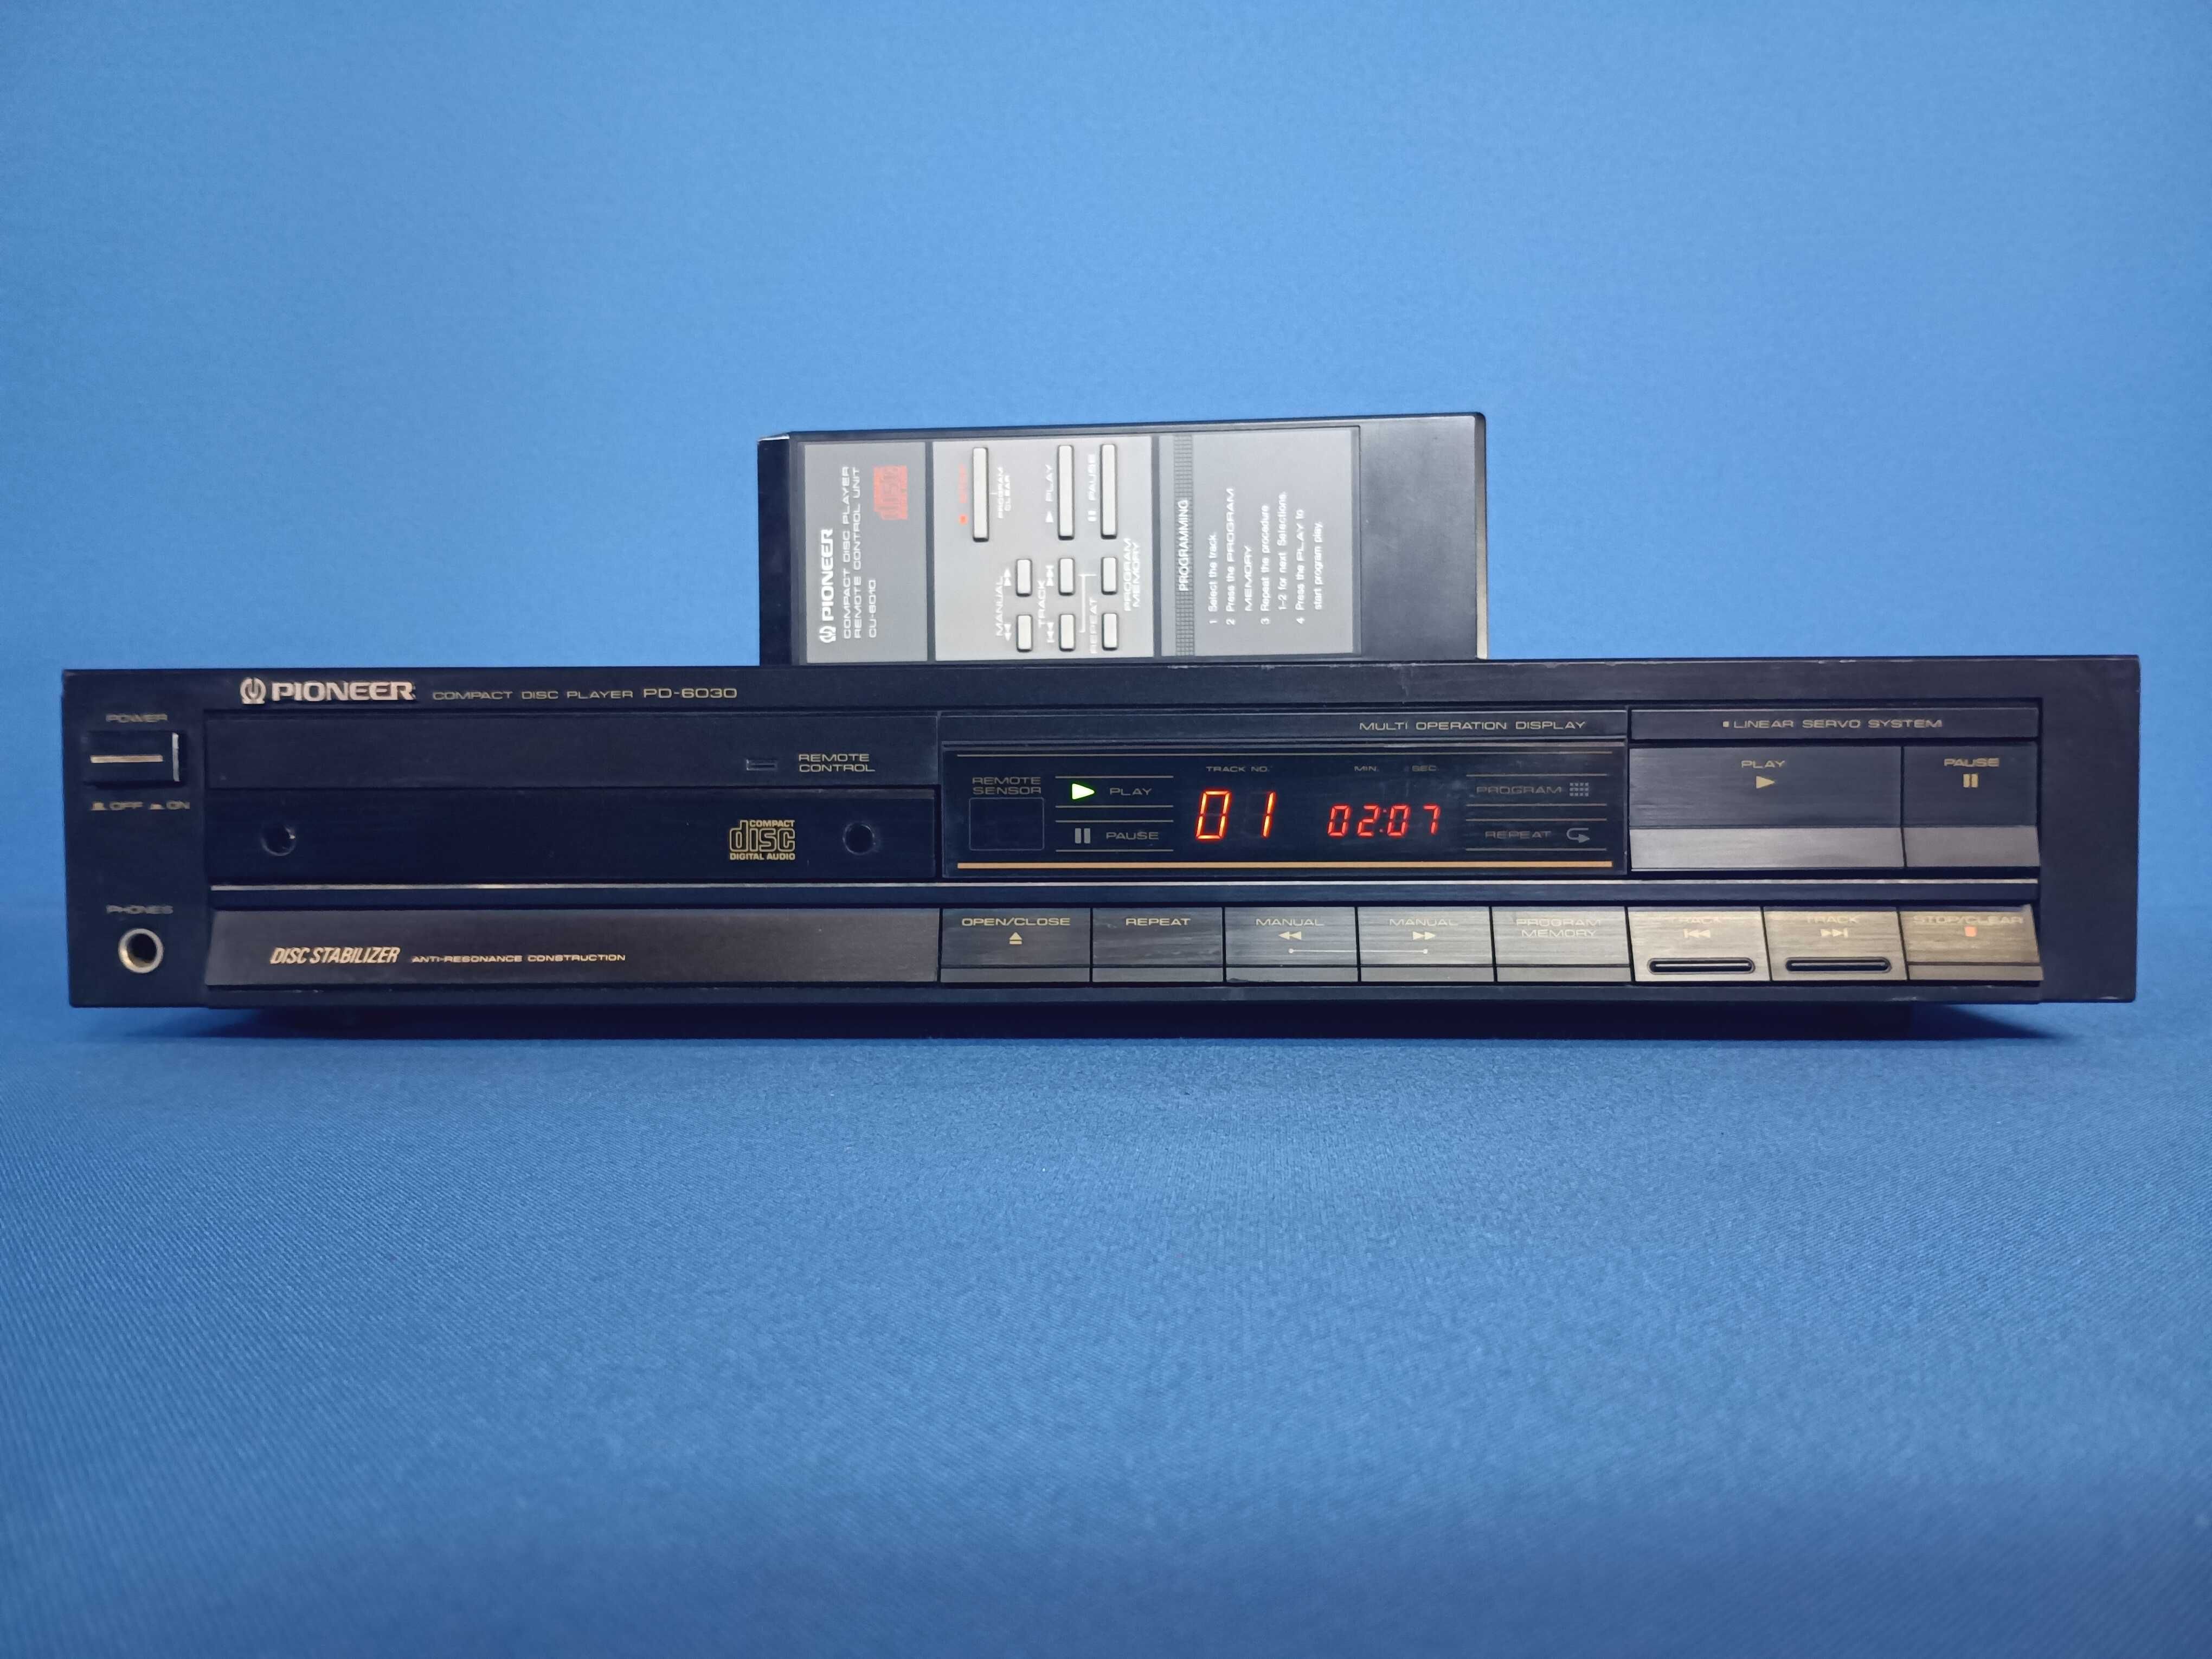 PIONEER
COMPACT DISC PLAYER
REMOTE CONTROL UNIT
CU-6010
disc
PROGRAM
CLEAR
MANUAL
TRACK
PLAY
PAUSE
REPEAT
PROGRAM
MEMORY
PROGRAMMING
1 Select the track.
2 Press the PROGRAM
MEMORY
3 Repeat the procedure
1-2 for next Selections.
4 Press the PLAY to
start program play.
PIONEER COMPACT DISC PLAYER PD-6030
POWER
OFF ON
PHONES
REMOTE
CONTROL
COMPACT
disc
DIGITAL AUDIO
MULTI OPERATION DISPLAY
REMOTE
SENSOR
PLAY
PAUSE
TRACK NO. MIN. SEC
01 02:07
PROGRAM
REPEAT
LINEAR SERVO SYSTEM
PLAY
PAUSE
DISC STABILIZER ANTI-RESONANCE CONSTRUCTION
OPEN/CLOSE
REPEAT
MANUAL
MANUAL
PROGRAM
MEMORY
TRACK
TRACK
STOP/CLEAR